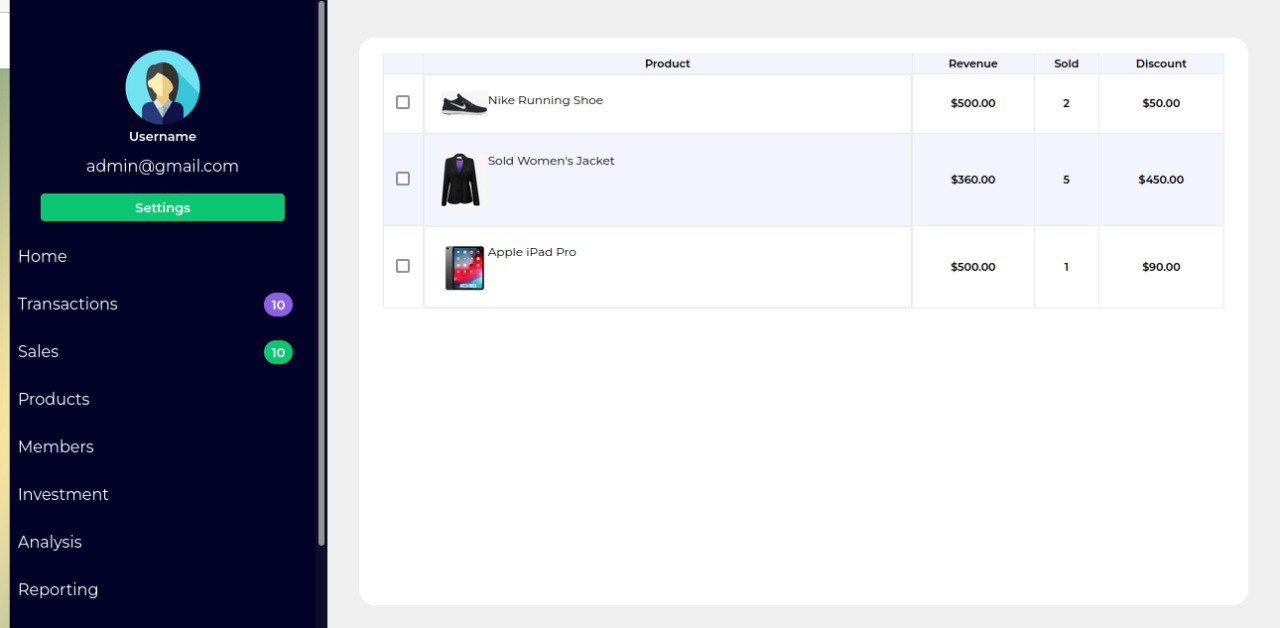 Username
admin@gmail.com
Settings
Home
Transactions 10
Sales 10
Products
Members
Investment
Analysis
Reporting
Product Revenue Sold Discount
Nike Running Shoe $500.00 2 $50.00
Sold Women's Jacket $360.00 5 $450.00
Apple iPad Pro $500.00 1 $90.00